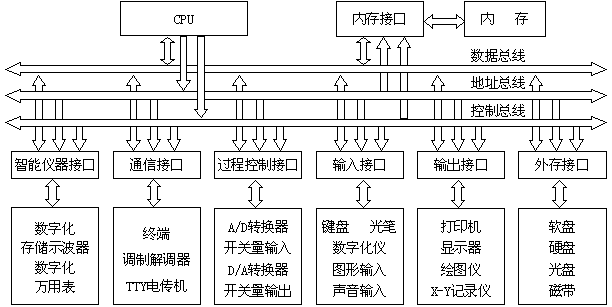 CPU
内存接口
内 存
数据总线
地址总线
控制总线
智能仪器接口
通信接口
过程控制接口
输入接口
输出接口
外存接口
数字化
存储示波器
数字化
万用表
终端
调制解调器
TTY电传机
A/D转换器
开关量输入
D/A转换器
开关量输出
键盘 光笔
数字化仪
图形输入
声音输入
打印机
显示器
绘图仪
X-Y记录仪
软盘
硬盘
光盘
磁带